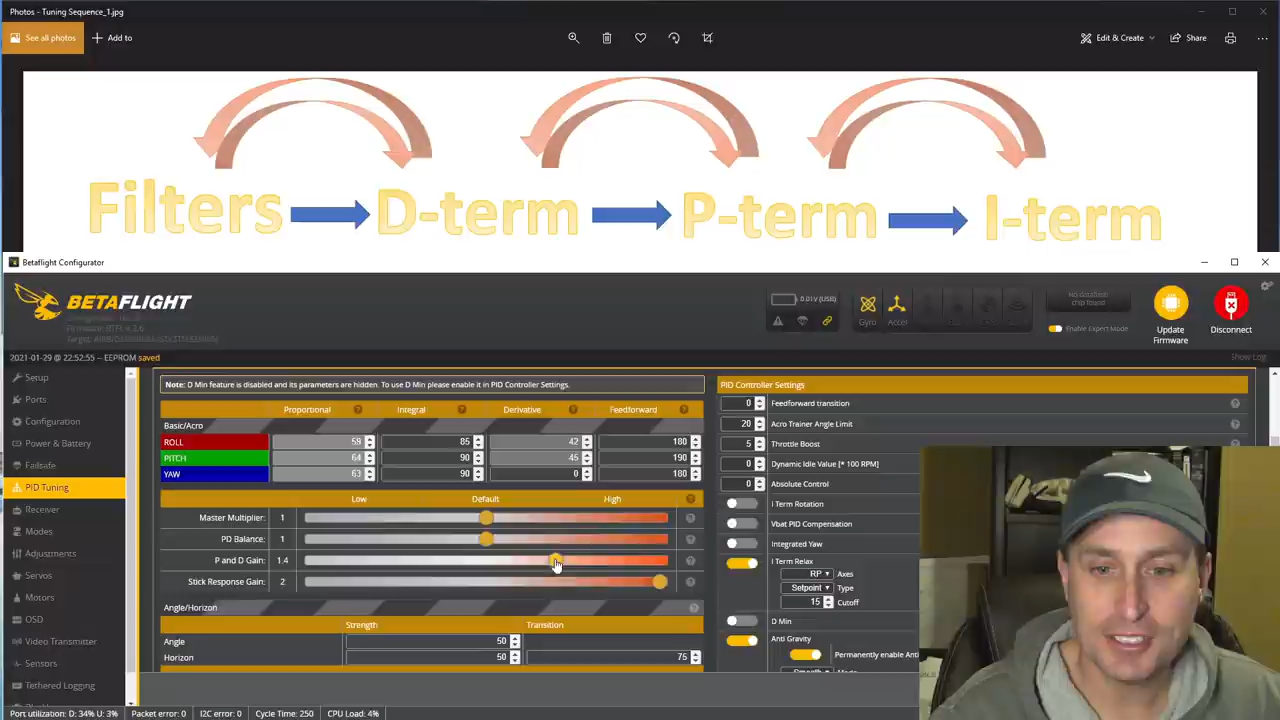 Photos - Tuning Sequence_1.jpg
See all photos + Add to Edit & Create Share
Filters D-term P-term I-term
Betaflight Configurator
BETAFLIGHT
0.01V (USB)
No dataflash
chip found
Gyro Accel
Enable Expert Mode
Update
Firmware
Disconnect
2021-01-29 @ 22:52:55 -- EEPROM saved
Show Log
Setup
Ports
Configuration
Power & Battery
Failsafe
PID Tuning
Receiver
Modes
Adjustments
Servos
Motors
OSD
Video Transmitter
Sensors
Tethered Logging
Note: D Min feature is disabled and its parameters are hidden. To use D Min please enable it in PID Controller Settings.
Proportional Integral Derivative Feedforward
Basic/Acro
ROLL 59 85 42 180
PITCH 64 90 45 190
YAW 63 90 0 180
Low Default High
Master Multiplier: 1
PD Balance: 1
P and D Gain: 1.4
Stick Response Gain: 2
Angle/Horizon
Strength Transition
Angle 50
Horizon 50 75
PID Controller Settings
0 Feedforward transition
20 Acro Trainer Angle Limit
5 Throttle Boost
0 Dynamic Idle Value [* 100 RPM]
0 Absolute Control
I Term Rotation
Vbat PID Compensation
Integrated Yaw
I Term Relax
RP Axes
Setpoint Type
15 Cutoff
D Min
Anti Gravity
Permanently enable Anti
Port utilization: D: 34% U: 3% Packet error: 0 I2C error: 0 Cycle Time: 250 CPU Load: 4%